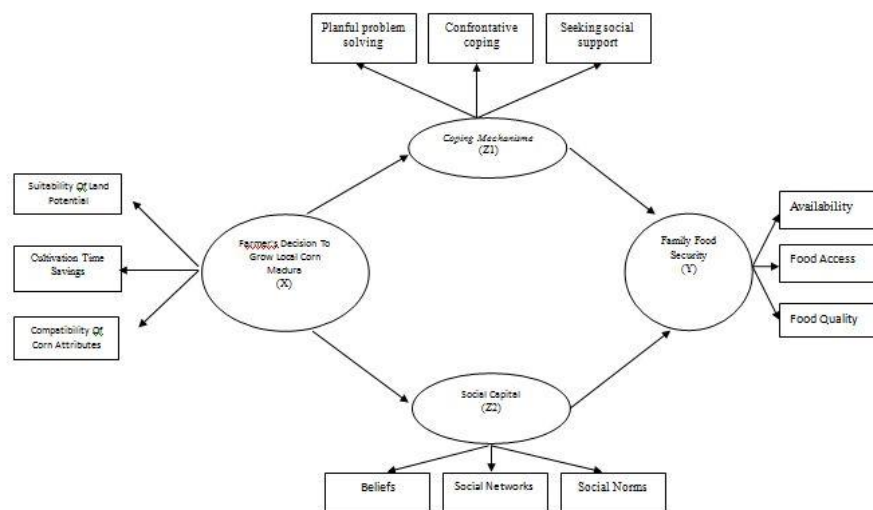 Planful problem
solving
Confrontative
coping
Seeking social
support
Coping Mechanisms
(Z1)
Suitability Of Land
Potential
Cultivation Time
Savings
Compatibility Of
Corn Attributes
Farmer's Decision To
Grow Local Corn
Madura
(X)
Family Food
Security
(Y)
Availability
Food Access
Food Quality
Social Capital
(Z2)
Beliefs
Social Networks
Social Norms